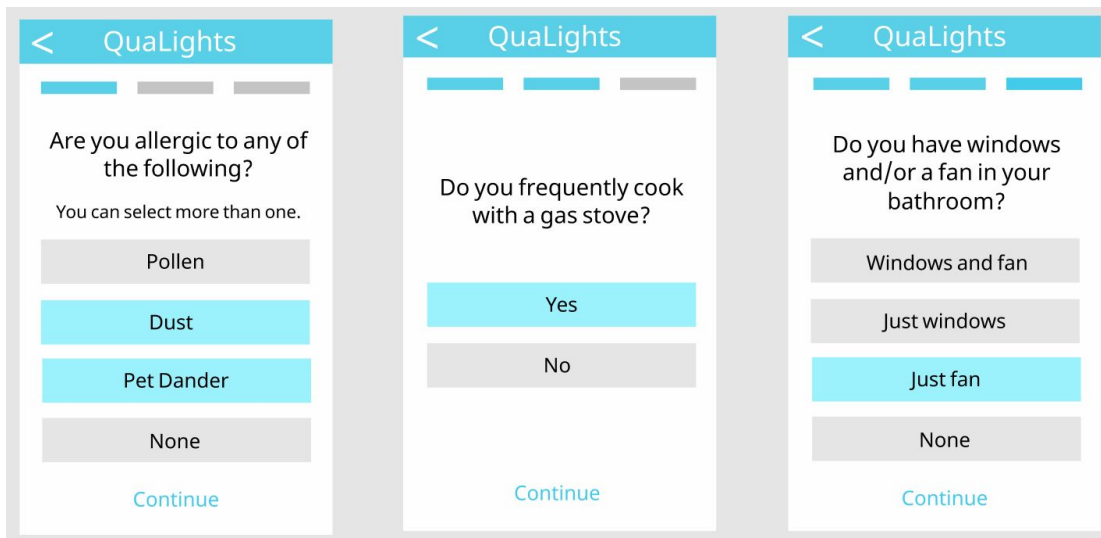 < QuaLights
Are you allergic to any of
the following?
You can select more than one.
Pollen
Dust
Pet Dander
None
Continue
< QuaLights
Do you frequently cook
with a gas stove?
Yes
No
Continue
< QuaLights
Do you have windows
and/or a fan in your
bathroom?
Windows and fan
Just windows
Just fan
None
Continue